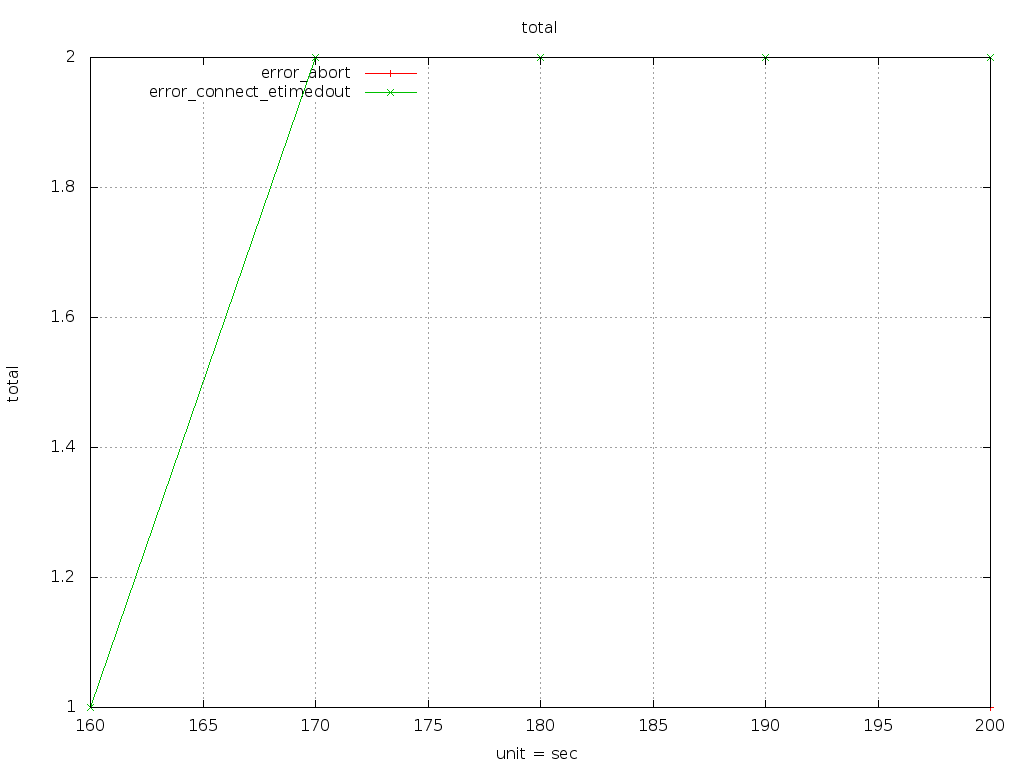 total
error_abort
error_connect_etimedout
2
1.8
1.6
1.4
1.2
1
total
160 165 170 175 180 185 190 195 200
unit = sec